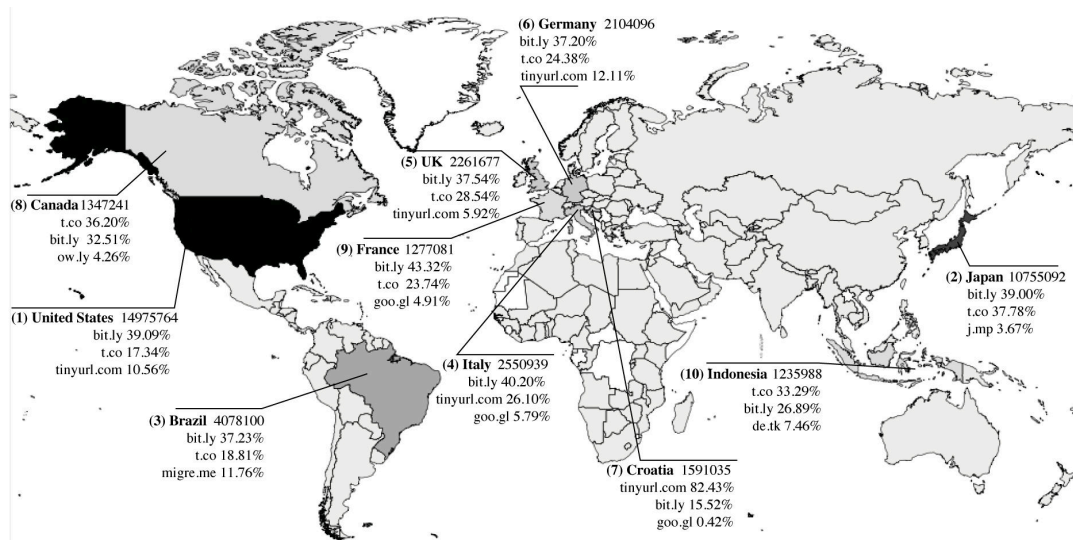 (6) Germany 2104096
bit.ly 37.20%
t.co 24.38%
tinyurl.com 12.11%
(5) UK 2261677
bit.ly 37.54%
t.co 28.54%
tinyurl.com 5.92%
(8) Canada 1347241
t.co 36.20%
bit.ly 32.51%
ow.ly 4.26%
(9) France 1277081
bit.ly 43.32%
t.co 23.74%
goo.gl 4.91%
(2) Japan 10755092
bit.ly 39.00%
t.co 37.78%
j.mp 3.67%
(1) United States 14975764
bit.ly 39.09%
t.co 17.34%
tinyurl.com 10.56%
(4) Italy 2550939
bit.ly 40.20%
tinyurl.com 26.10%
goo.gl 5.79%
(10) Indonesia 1235988
t.co 33.29%
bit.ly 26.89%
de.tk 7.46%
(3) Brazil 4078100
bit.ly 37.23%
t.co 18.81%
migre.me 11.76%
(7) Croatia 1591035
tinyurl.com 82.43%
bit.ly 15.52%
goo.gl 0.42%